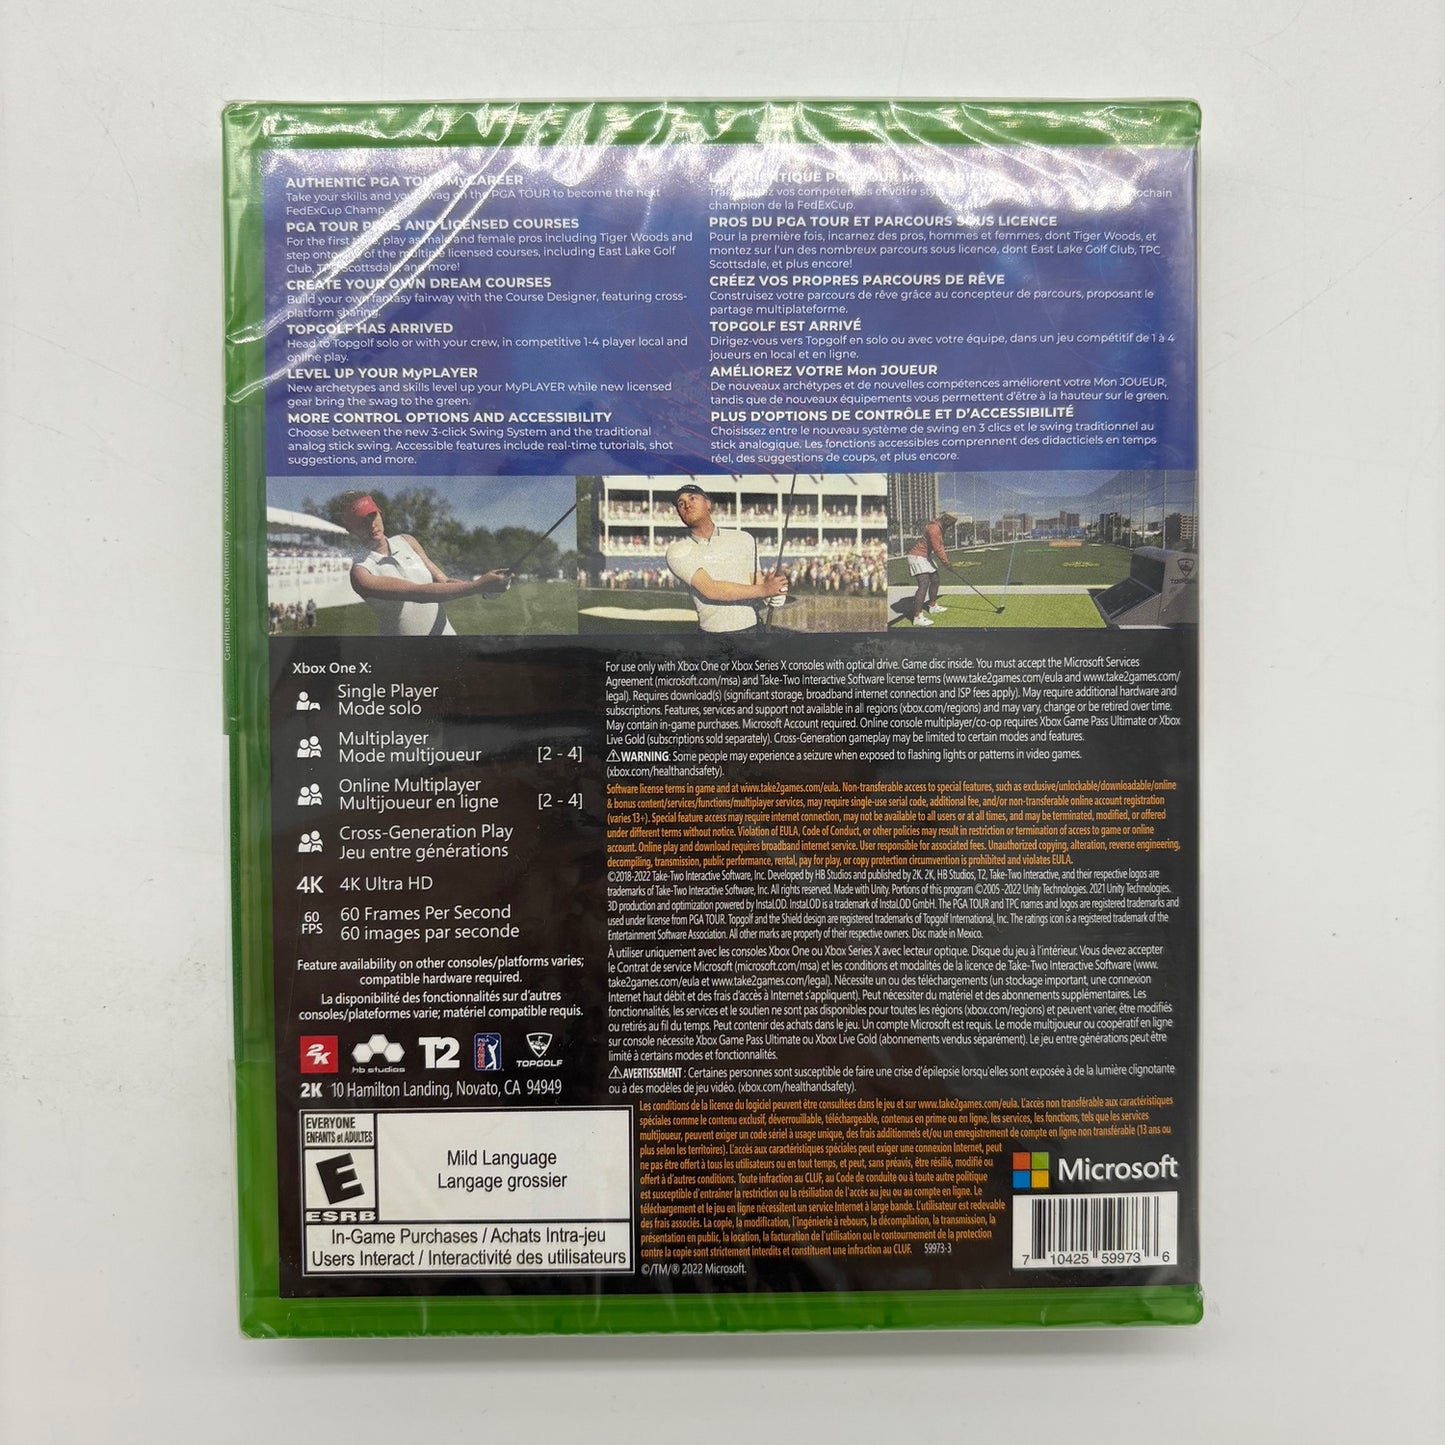 AUTHENTIC PGA TOUR MyCAREER
Take your skills and your swag on the PGA TOUR to become the next
FedExCup Champ.
PGA TOUR PROS AND LICENSED COURSES
For the first time, play as male and female pros including Tiger Woods and
step onto one of the multiple licensed courses, including East Lake Golf
Club, TPC Scottsdale, and more!
CREATE YOUR OWN DREAM COURSES
Build your own fantasy fairway with the Course Designer, featuring cross-
platform sharing.
TOPGOLF HAS ARRIVED
Head to Topgolf solo or with your crew, in competitive 1-4 player local and
online play.
LEVEL UP YOUR MyPLAYER
New archetypes and skills level up your MyPLAYER while new licensed
gear bring the swag to the green.
MORE CONTROL OPTIONS AND ACCESSIBILITY
Choose between the new 3-click Swing System and the traditional
analog stick swing. Accessible features include real-time tutorials, shot
suggestions, and more.
vos compétences et votre
champion de la FedExCup.
PROS DU PGA TOUR ET PARCOURS SOUS LICENCE
Pour la première fois, incarnez des pros, hommes et femmes, dont Tiger Woods, et
montez sur l'un des nombreux parcours sous licence, dont East Lake Golf Club, TPC
Scottsdale, et plus encore!
CRÉEZ VOS PROPRES PARCOURS DE RÊVE
Construisez votre parcours de rêve grâce au concepteur de parcours, proposant le
partage multiplateforme.
TOPGOLF EST ARRIVÉ
Dirigez-vous vers Topgolf en solo ou avec votre équipe, dans un jeu compétitif de 1 à 4
joueurs en local et en ligne.
AMÉLIOREZ VOTRE Mon JOUEUR
De nouveaux archétypes et de nouvelles compétences améliorent votre Mon JOUEUR,
tandis que de nouveaux équipements vous permettent d'être à la hauteur sur le green.
PLUS D'OPTIONS DE CONTRÔLE ET D'ACCESSIBILITÉ
Choisissez entre le nouveau système de swing en 3 clics et le swing traditionnel au
stick analogique. Les fonctions accessibles comprennent des didacticiels en temps
réel, des suggestions de coups, et plus encore.
Certificate of Authenticity
Xbox One X:
Single Player
Mode solo
Multiplayer
Mode multijoueur [2 - 4]
Online Multiplayer
Multijoueur en ligne [2 - 4]
Cross-Generation Play
Jeu entre générations
4K 4K Ultra HD
60 FPS
60 Frames Per Second
60 images par seconde
Feature availability on other consoles/platforms varies;
compatible hardware required.
La disponibilité des fonctionnalités sur d'autres
consoles/plateformes varie; matériel compatible requis.
2K
hb studios
T2
PGA TOUR
TOPGOLF
2K 10 Hamilton Landing, Novato, CA 94949
EVERYONE
ENFANTS et ADULTES
E
ESRB
Mild Language
Langage grossier
In-Game Purchases / Achats Intra-jeu
Users Interact / Interactivité des utilisateurs
For use only with Xbox One or Xbox Series X consoles with optical drive. Game disc inside. You must accept the Microsoft Services
Agreement (microsoft.com/msa) and Take-Two Interactive Software license terms (www.take2games.com/eula and www.take2games.com/
legal). Requires download(s) (significant storage, broadband internet connection and ISP fees apply). May require additional hardware and
subscriptions. Features, services and support not available in all regions (xbox.com/regions) and may vary, change or be retired over time.
May contain in-game purchases. Microsoft Account required. Online console multiplayer/co-op requires Xbox Game Pass Ultimate or Xbox
Live Gold (subscriptions sold separately). Cross-Generation gameplay may be limited to certain modes and features.
⚠WARNING: Some people may experience a seizure when exposed to flashing lights or patterns in video games.
(xbox.com/healthandsafety).
Software license terms in game and at www.take2games.com/eula. Non-transferable access to special features, such as exclusive/unlockable/downloadable/online
& bonus content/services/functions/multiplayer services, may require single-use serial code, additional fee, and/or non-transferable online account registration
(varies 13+). Special feature access may require internet connection, may not be available to all users or at all times, and may be terminated, modified, or offered
under different terms without notice. Violation of EULA, Code of Conduct, or other policies may result in restriction or termination of access to game or online
account. Online play and download requires broadband internet service. User responsible for associated fees. Unauthorized copying, alteration, reverse engineering,
decompiling, transmission, public performance, rental, pay for play, or copy protection circumvention is prohibited and violates EULA.
©2018-2022 Take-Two Interactive Software, Inc. Developed by HB Studios and published by 2K. 2K, HB Studios, T2, Take-Two Interactive, and their respective logos are
trademarks of Take-Two Interactive Software, Inc. All rights reserved. Made with Unity. Portions of this program ©2005 -2022 Unity Technologies. 2021 Unity Technologies.
3D production and optimization powered by InstaLOD. InstaLOD is a trademark of InstaLOD GmbH. The PGA TOUR and TPC names and logos are registered trademarks and
used under license from PGA TOUR. Topgolf and the Shield design are registered trademarks of Topgolf International, Inc. The ratings icon is a registered trademark of the
Entertainment Software Association. All other marks are property of their respective owners. Disc made in Mexico.
À utiliser uniquement avec les consoles Xbox One ou Xbox Series X avec lecteur optique. Disque du jeu à l'intérieur. Vous devez accepter
le Contrat de service Microsoft (microsoft.com/msa) et les conditions et modalités de la licence de Take-Two Interactive Software (www.
take2games.com/eula et www.take2games.com/legal). Nécessite un ou des téléchargements (un stockage important, une connexion
Internet haut débit et des frais d'accès à Internet s'appliquent). Peut nécessiter du matériel et des abonnements supplémentaires. Les
fonctionnalités, les services et le soutien ne sont pas disponibles pour toutes les régions (xbox.com/regions) et peuvent varier, être modifiés
ou retirés au fil du temps. Peut contenir des achats dans le jeu. Un compte Microsoft est requis. Le mode multijoueur ou coopératif en ligne
sur console nécessite Xbox Game Pass Ultimate ou Xbox Live Gold (abonnements vendus séparément). Le jeu entre générations peut être
limité à certains modes et fonctionnalités.
⚠AVERTISSEMENT : Certaines personnes sont susceptible de faire une crise d'épilepsie lorsqu'elles sont exposée à de la lumière clignotante
ou à des modèles de jeu vidéo. (xbox.com/healthandsafety).
Les conditions de la licence du logiciel peuvent être consultées dans le jeu et sur www.take2games.com/eula. L'accès non transférable aux caractéristiques
spéciales comme le contenu exclusif, déverrouillable, téléchargeable, contenus en prime ou en ligne, les services, les fonctions, tels que les services
multijoueur, peuvent exiger un code sériel à usage unique, des frais additionnels et/ou un enregistrement de compte en ligne non transférable (13 ans ou
plus selon les territoires). L'accès aux caractéristiques spéciales peut exiger une connexion Internet, peut
ne pas être offert à tous les utilisateurs ou en tout temps, et peut, sans préavis, être résilié, modifié ou
offert à d'autres conditions. Toute infraction au CLUF, au Code de conduite ou à toute autre politique
est susceptible d'entrainer la restriction ou la résiliation de l'accès au jeu ou au compte en ligne. Le
téléchargement et le jeu en ligne nécessitent un service Internet à large bande. L'utilisateur est redevable
des frais associés. La copie, la modification, l'ingénierie à rebours, la décompilation, la transmission, la
présentation en public, la location, la facturation de l'utilisation ou le contournement de la protection
contre la copie sont strictement interdits et constituent une infraction au CLUF. 59973-3
©/TM/® 2022 Microsoft.
Microsoft
7 10425 59973 6